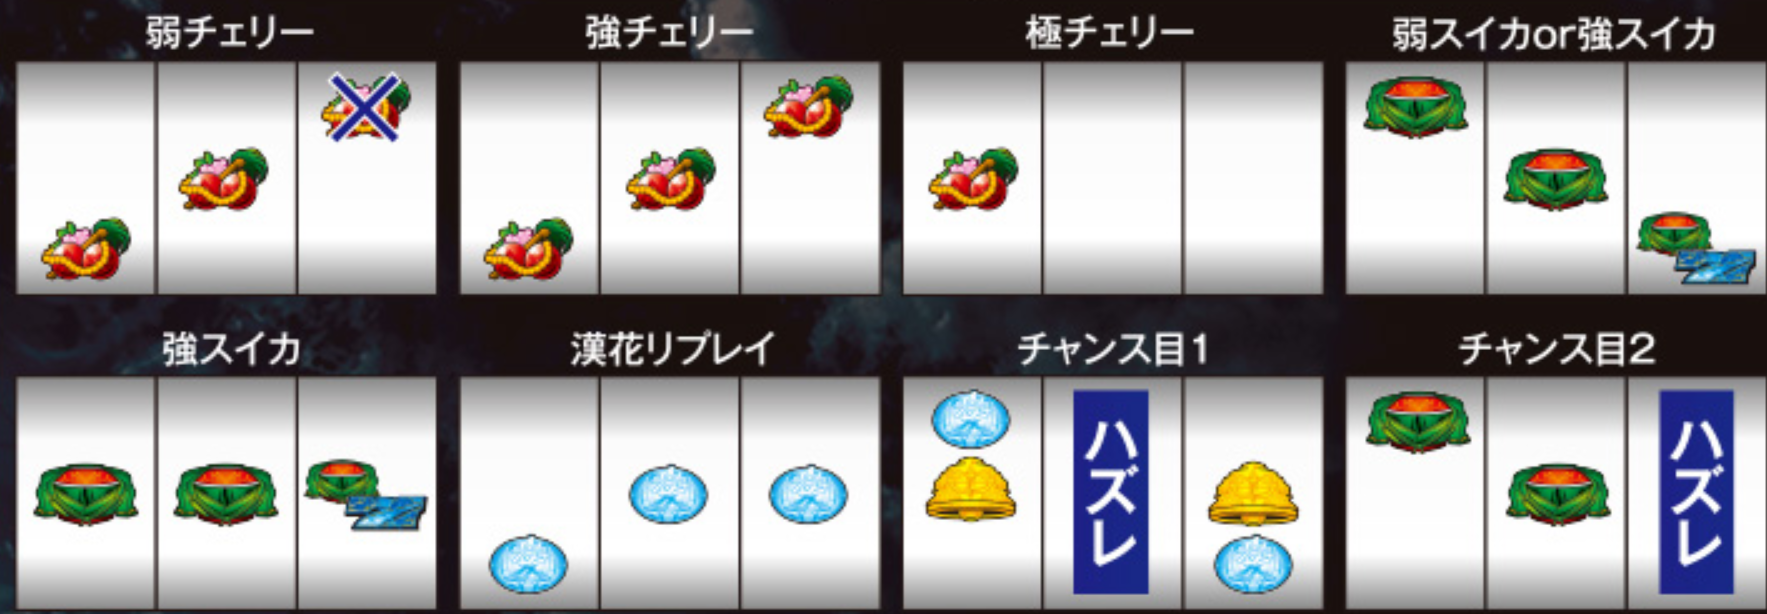 弱チェリー
強チェリー
極チェリー
弱スイカor強スイカ
強スイカ
漢花リプレイ
チャンス目1
チャンス目2
ハズレ
ハズレ